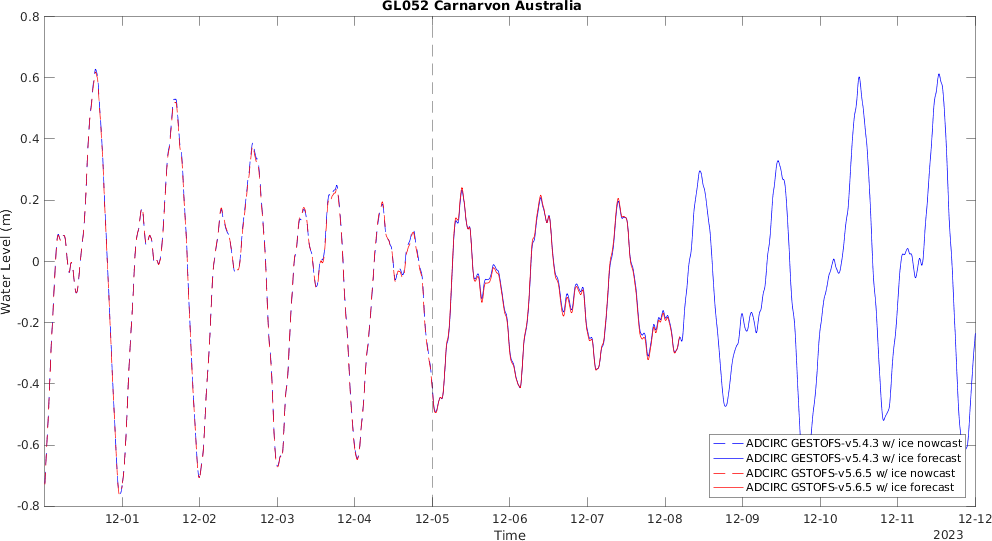 GL052 Carnarvon Australia
0.8
0.6
0.4
0.2
0
-0.2
-0.4
-0.6
-0.8
Water Level (m)
12-01 12-02 12-03 12-04 12-05 12-06 12-07 12-08 12-09 12-10 12-11 12-12
Time
2023
ADCIRC GESTOFS-v5.4.3 w/ ice nowcast
ADCIRC GESTOFS-v5.4.3 w/ ice forecast
ADCIRC GSTOFS-v5.6.5 w/ ice nowcast
ADCIRC GSTOFS-v5.6.5 w/ ice forecast